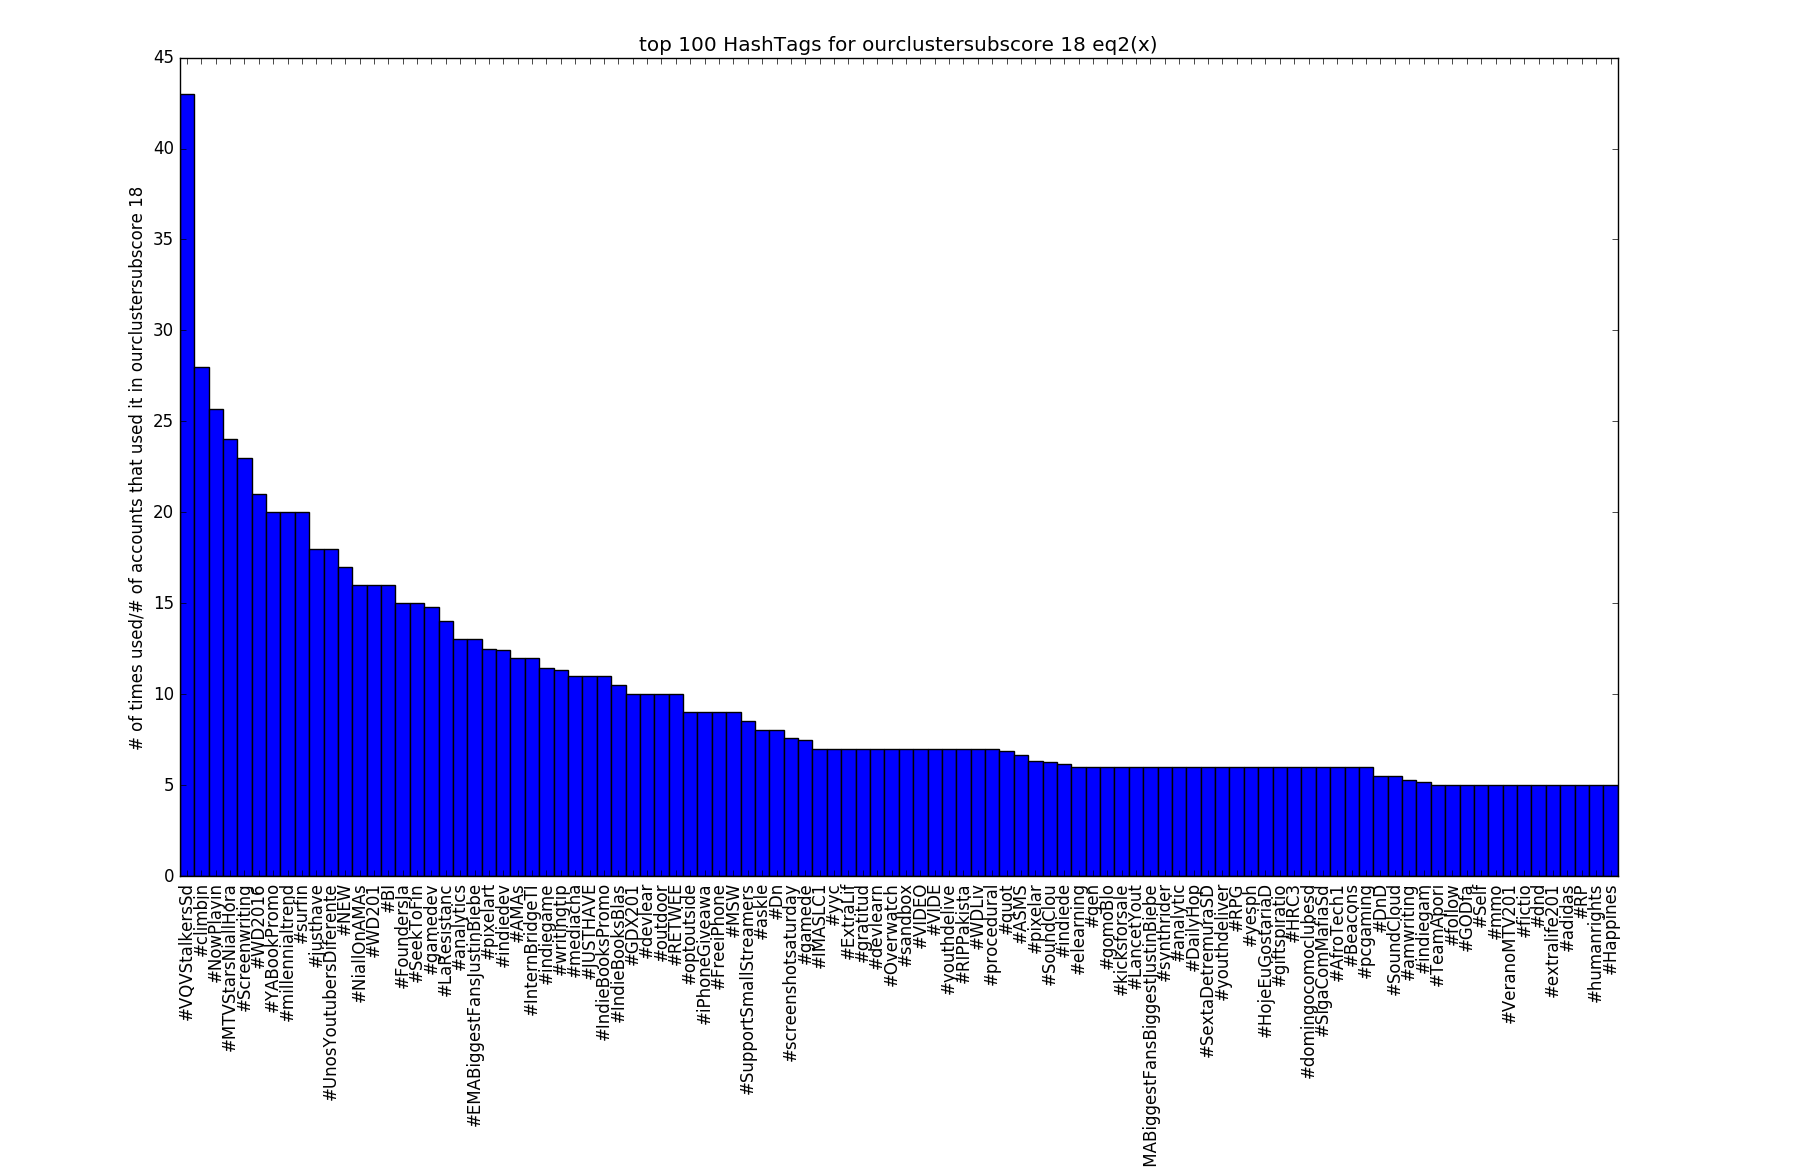 top 100 HashTags for ourclustersubscore 18 eq2(x)
# of times used/# of accounts that used it in ourclustersubscore 18
45
40
35
30
25
20
15
10
5
0
#VQVStalkersSd
#climbin
#NowPlayin
#MTVStarsNiallHora
#Screenwriting
#WD2016
#YABookPromo
#millennialtrend
#surfin
#justhave
#UnosYoutubersDiferente
#NEW
#NiallOnAMAs
#WD201
#BI
#Foundersla
#SeekToFin
#gamedev
#LaResistanc
#analytics
#EMABiggestFansJustinBiebe
#pixelart
#indiedev
#AMAs
#InternBridgeTI
#indiegame
#writingtip
#mediacha
#JUSTHAVE
#IndieBooksPromo
#IndieBooksBlas
#GDX201
#devlear
#outdoor
#RETWEE
#optoutside
#iPhoneGiveawa
#FreeiPhone
#MSW
#SupportSmallStreamers
#askle
#Dn
#screenshotsaturday
#gamede
#IMASLC1
#yyc
#ExtraLif
#gratitud
#devlearn
#Overwatch
#sandbox
#VIDEO
#VIDE
#youthdelive
#RIPPakista
#WDLiv
#procedural
#quot
#ASMS
#pixelar
#SoundClou
#indiede
#elearning
#gen
#gomoBlo
#kicksforsale
#LancetYout
MABiggestFansBiggestJustinBiepe
#synthrider
#analytic
#DailyHop
#SextaDetremuraSD
#youthdeliver
#RPG
#yesph
#HojeEuGostariaD
#giftspiratio
#HRC3
#domingocomoclubesd
#SigaComMafiaSd
#AfroTech1
#Beacons
#pcgaming
#DnD
#SoundCloud
#amwriting
#indiegam
#TeamApori
#follow
#GODfa
#Self
#mmo
#VeranoMTV201
#fictio
#dnd
#extralife201
#adidas
#RP
#humanrights
#Happines